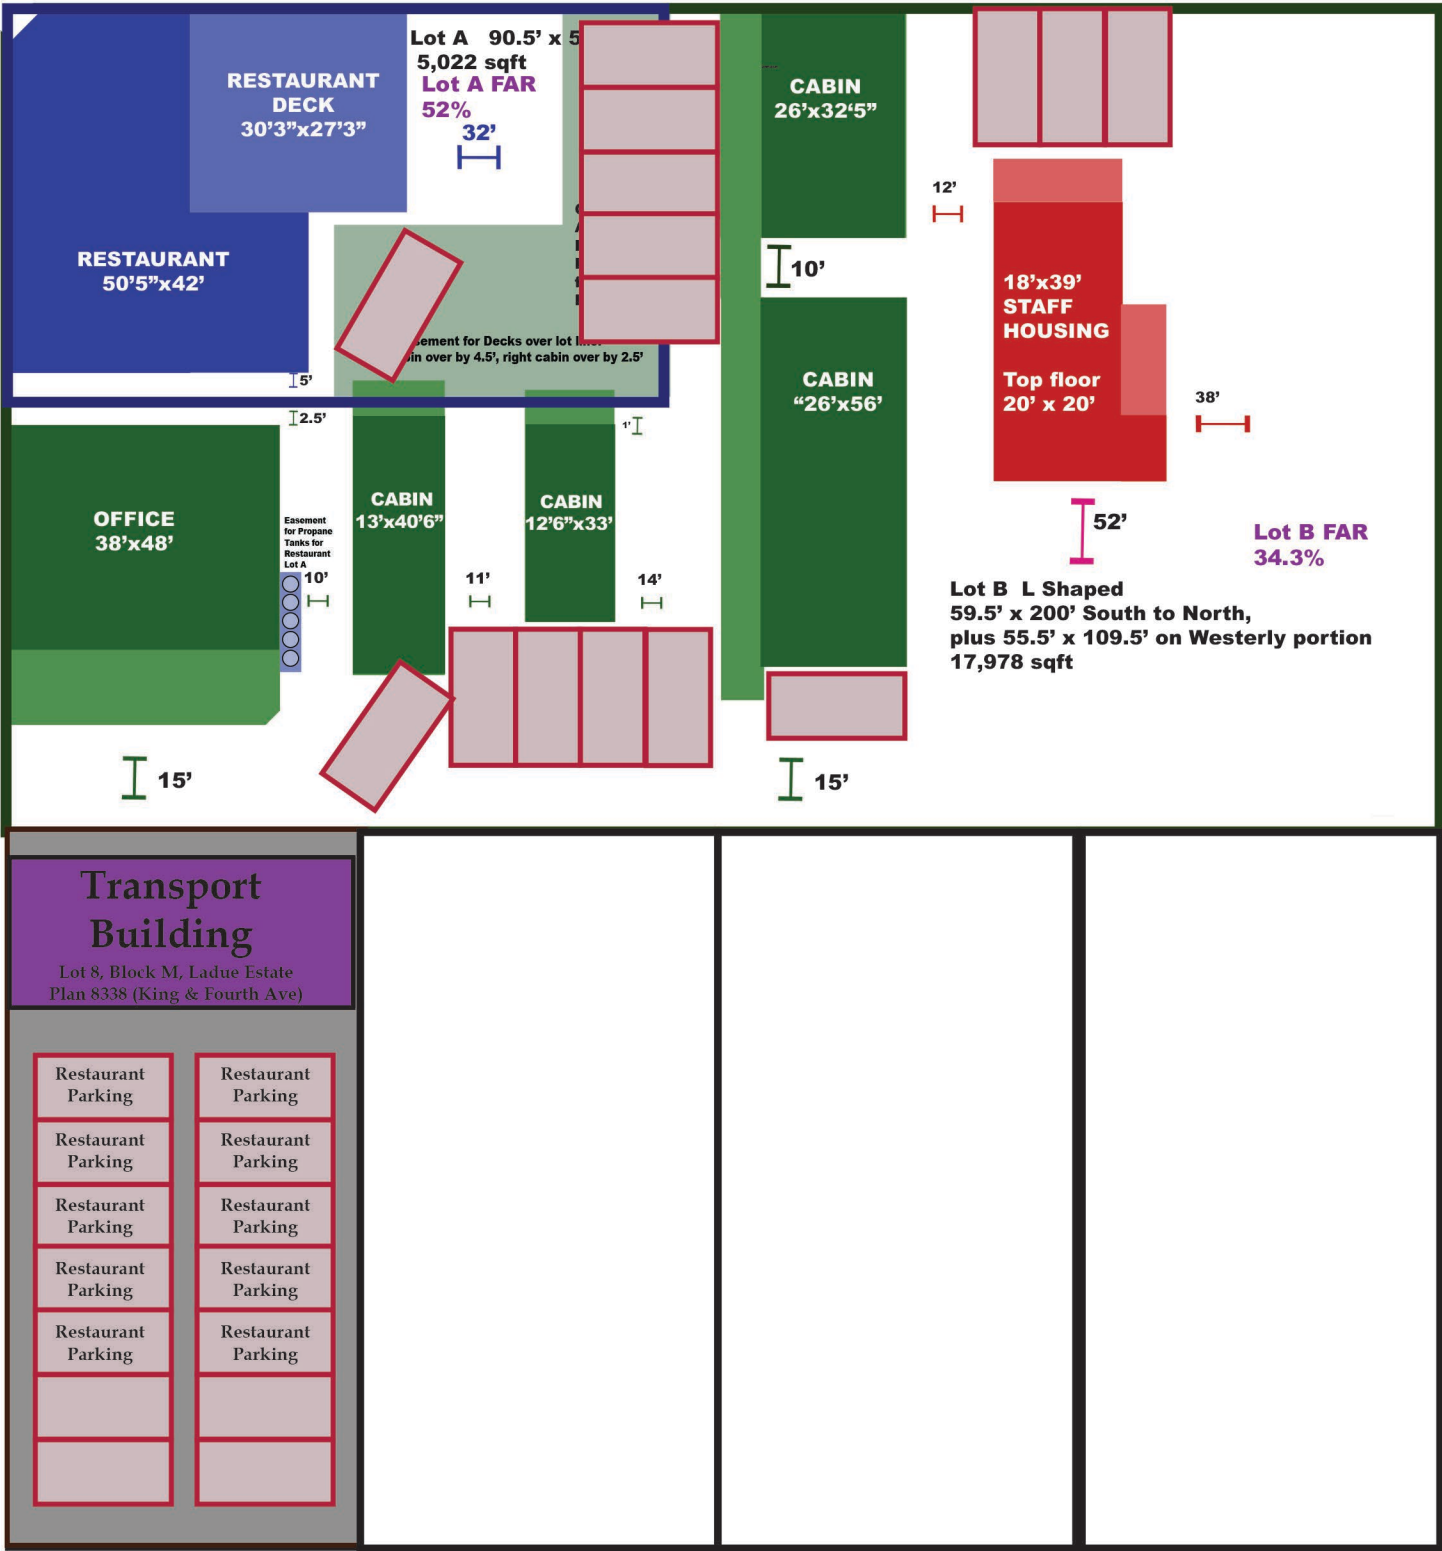 Lot A 90.5’ x 5
5,022 sqft
Lot A FAR
52%
32’
RESTAURANT
DECK
30’3”x27’3”
RESTAURANT
50’5”x42’
CABIN
26’x32‘5”
12’
10’
18’x39’
STAFF
HOUSING
Top floor
20’ x 20’
for Decks over lot
over by 4.5’, right cabin over by 2.5’
5’
2.5’
1’
CABIN
“26’x56’
38’
OFFICE
38’x48’
Easement
for Propane
Tanks for
Restaurant
Lot A
10’
CABIN
13’x40’6”
11’
CABIN
12’6”x33’
14’
52’
Lot B FAR
34.3%
Lot B L Shaped
59.5’ x 200’ South to North,
plus 55.5’ x 109.5’ on Westerly portion
17,978 sqft
15’
15’
Transport
Building
Lot 8, Block M, Ladue Estate
Plan 8338 (King & Fourth Ave)
Restaurant
Parking
Restaurant
Parking
Restaurant
Parking
Restaurant
Parking
Restaurant
Parking
Restaurant
Parking
Restaurant
Parking
Restaurant
Parking
Restaurant
Parking
Restaurant
Parking